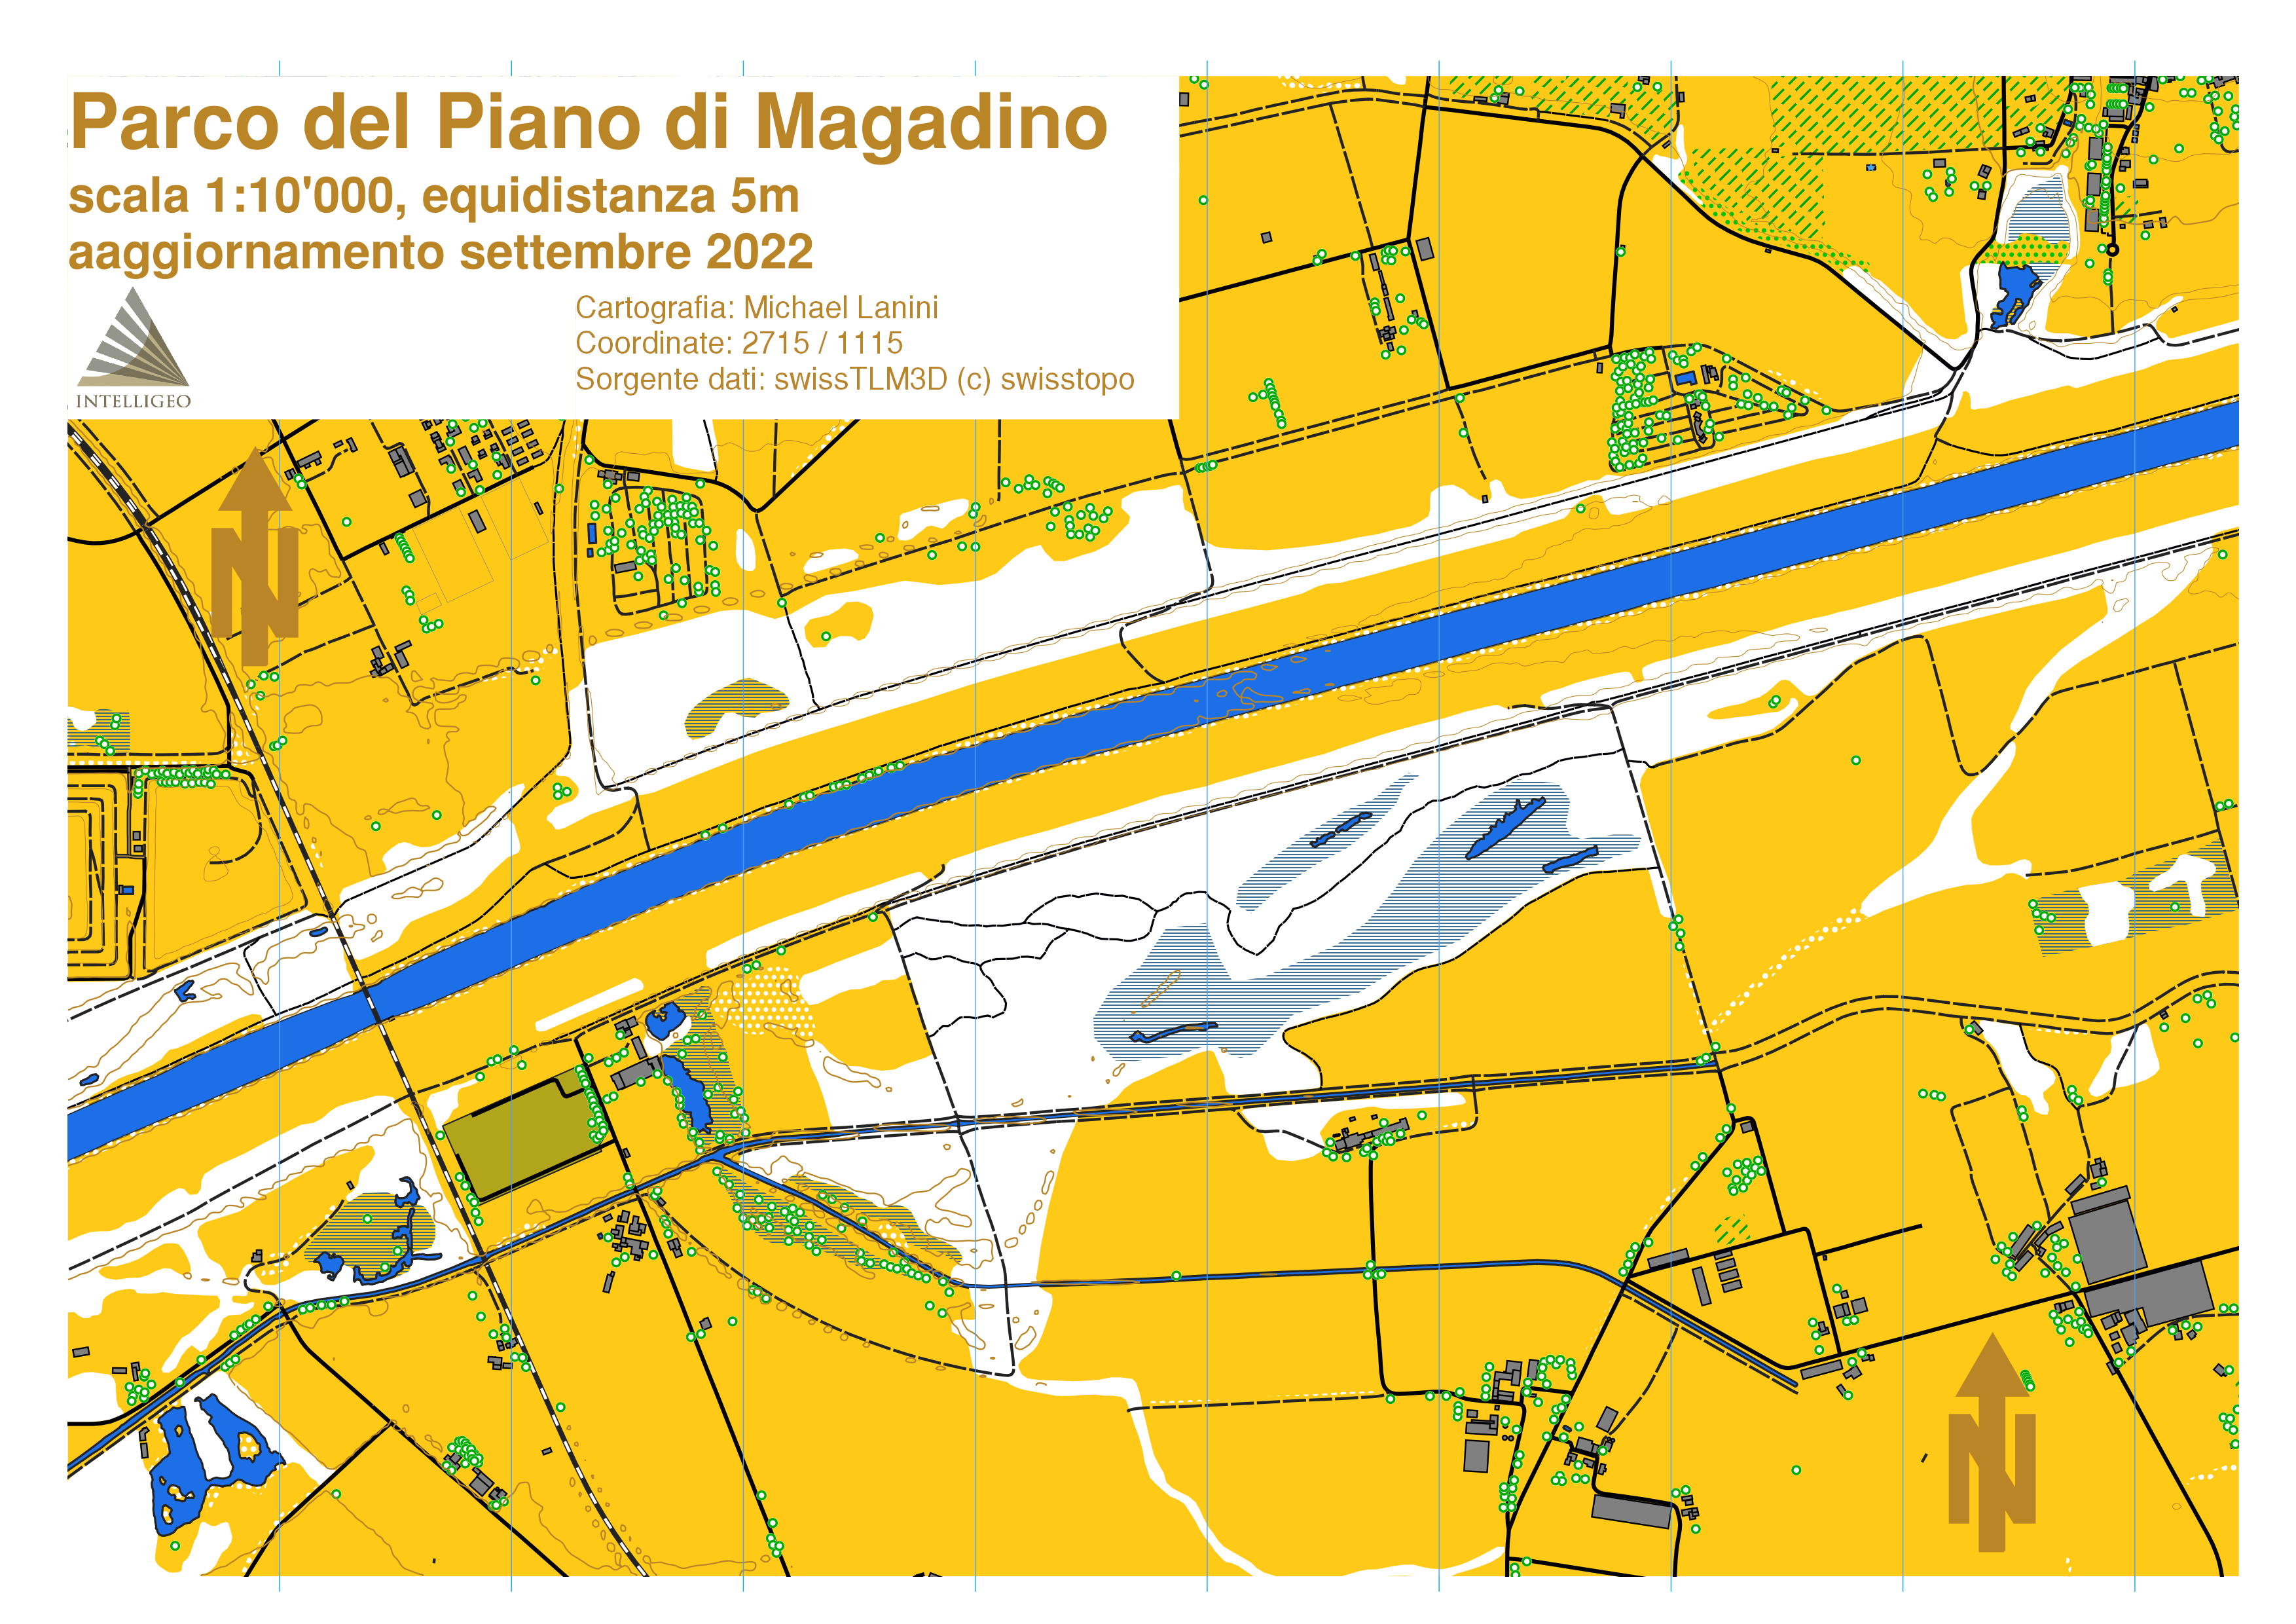 Parco del Piano di Magadino
scala 1:10'000, equidistanza 5m
aaggiornamento settembre 2022
Cartografia: Michael Lanini
Coordinate: 2715 / 1115
Sorgente dati: swissTLM3D (c) swisstopo
INTELLIGEO
N
N